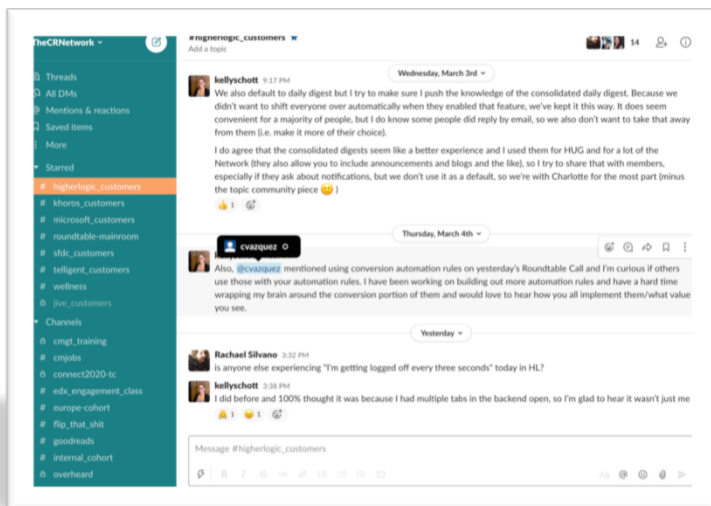 TheCRNetwork
#higherlogic_customers
Add a topic
14
Threads
All DMs
Mentions & reactions
Saved items
More
Starred
# higherlogic_customers
# khoros_customers
# microsoft_customers
# roundtable-mainroom
# sfdc_customers
# telligent_customers
# wellness
jive_customers
Channels
cmgt_training
# cmjobs
connect2020-tc
# edx_engagement_class
# europe-cohort
# flip_that_shit
# goodreads
# internal_cohort
overheard
Wednesday, March 3rd
kellyschott 9:17 PM
We also default to daily digest but I try to make sure I push the knowledge of the consolidated daily digest. Because we
didn't want to shift everyone over automatically when they enabled that feature, we've kept it this way. It does seem
convenient for a majority of people, but I do know some people did reply by email, so we also don't want to take that away
from them (i.e. make it more of their choice).
I do agree that the consolidated digests seem like a better experience and I used them for HUG and for a lot of the
Network (they also allow you to include announcements and blogs and the like), so I try to share that with members,
especially if they ask about notifications, but we don't use it as a default, so we're with Charlotte for the most part (minus
the topic community piece 🙂 )
👍 1
Thursday, March 4th
cvazquez
Also, @cvazquez mentioned using conversion automation rules on yesterday's Roundtable Call and I'm curious if others
use those with your automation rules. I have been working on building out more automation rules and have a hard time
wrapping my brain around the conversion portion of them and would love to hear how you all implement them/what value
you see.
Yesterday
Rachael Silvano 3:32 PM
is anyone else experiencing "I'm getting logged off every three seconds" today in HL?
kellyschott 3:38 PM
I did before and 100% thought it was because I had multiple tabs in the backend open, so I'm glad to hear it wasn't just me
1 1
Message #higherlogic_customers
B I
Aa @